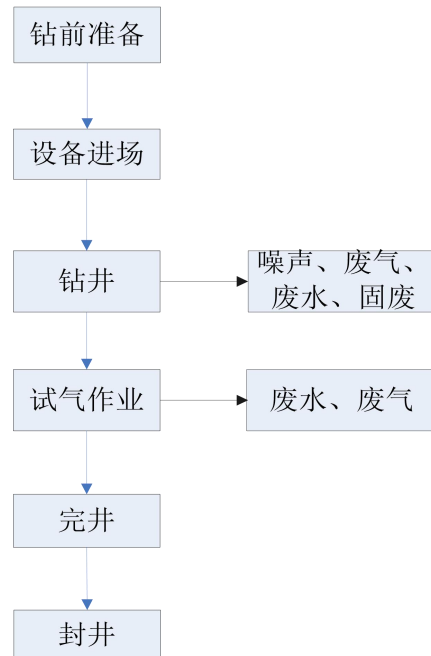 钻前准备
设备进场
钻井
噪声、废气、
废水、固废
试气作业
废水、废气
完井
封井